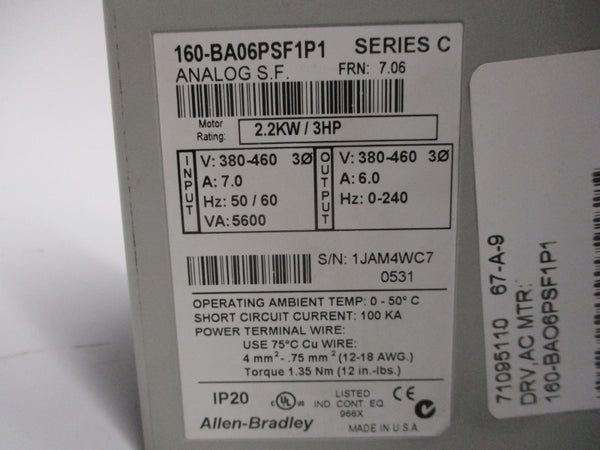 160-BA06PSF1P1 SERIES C
ANALOG S.F. FRN: 7.06
Motor Rating: 2.2KW / 3HP
INPUT
V: 380-460 3Ø
A: 7.0
Hz: 50 / 60
VA: 5600
OUTPUT
V: 380-460 3Ø
A: 6.0
Hz: 0-240
S/N: 1JAM4WC7
0531
OPERATING AMBIENT TEMP: 0 - 50° C
SHORT CIRCUIT CURRENT: 100 KA
POWER TERMINAL WIRE:
USE 75°C Cu WIRE:
4 mm² - .75 mm² (12-18 AWG.)
Torque 1.35 Nm (12 in.-lbs.)
IP20 c UL us LISTED CE
IND. CONT. EQ.
966X
Allen-Bradley MADE IN U.S.A.
71095110 67-A-9
DRV,AC MTR:
160-BAO6PSF1P1